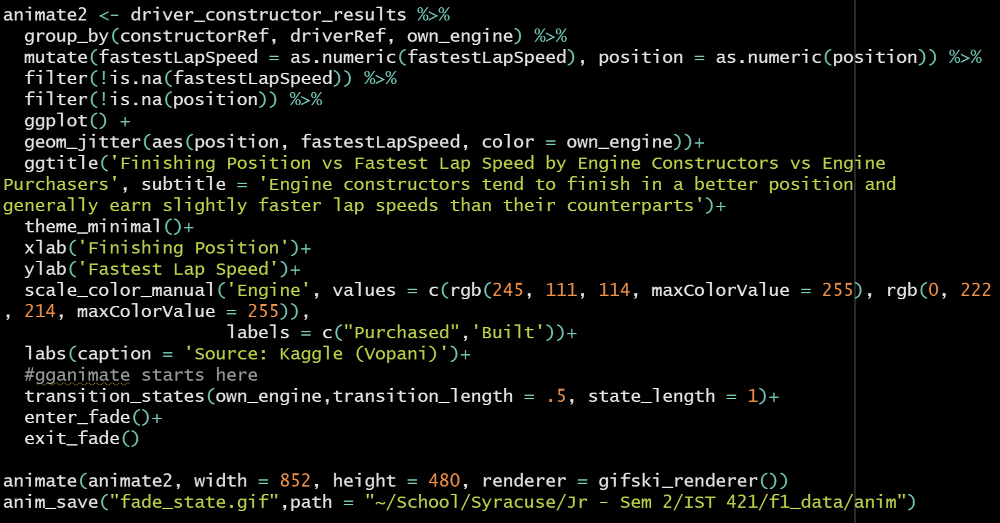 animate2 <- driver_constructor_results %>%
  group_by(constructorRef, driverRef, own_engine) %>%
  mutate(fastestLapSpeed = as.numeric(fastestLapSpeed), position = as.numeric(position)) %>%
  filter(!is.na(fastestLapSpeed)) %>%
  filter(!is.na(position)) %>%
  ggplot() +
  geom_jitter(aes(position, fastestLapSpeed, color = own_engine))+
  ggtitle('Finishing Position vs Fastest Lap Speed by Engine Constructors vs Engine
Purchasers', subtitle = 'Engine constructors tend to finish in a better position and
generally earn slightly faster lap speeds than their counterparts')+
  theme_minimal()+
  xlab('Finishing Position')+
  ylab('Fastest Lap Speed')+
  scale_color_manual('Engine', values = c(rgb(245, 111, 114, maxColorValue = 255), rgb(0, 222
, 214, maxColorValue = 255)),
                     labels = c("Purchased",'Built'))+
  labs(caption = 'Source: Kaggle (Vopani)')+
  #gganimate starts here
  transition_states(own_engine,transition_length = .5, state_length = 1)+
  enter_fade()+
  exit_fade()

animate(animate2, width = 852, height = 480, renderer = gifski_renderer())
anim_save("fade_state.gif",path = "~/School/Syracuse/Jr - Sem 2/IST 421/f1_data/anim")